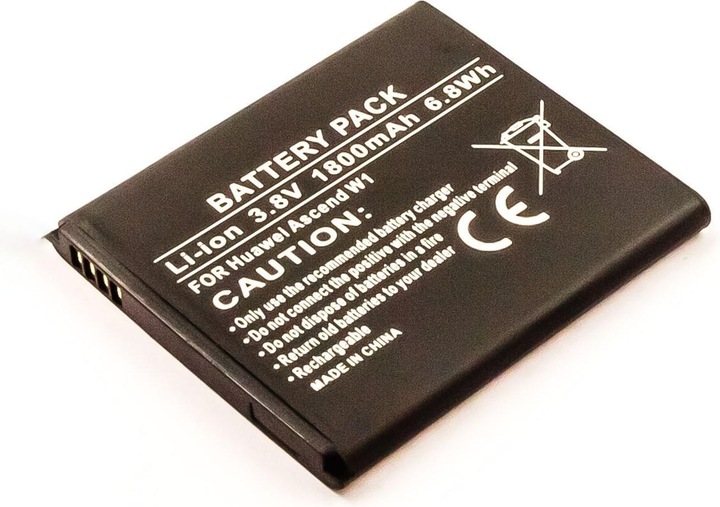 BATTERY PACK
Li-ion 3.8V 1800mAh 6.8Wh
FOR Huawei Ascend W1
CAUTION:
Only use the recommended battery charger
Do not connect the positive with the negative terminal
Do not dispose of batteries in a fire
Return old batteries to your dealer
Rechargeable
MADE IN CHINA
CE